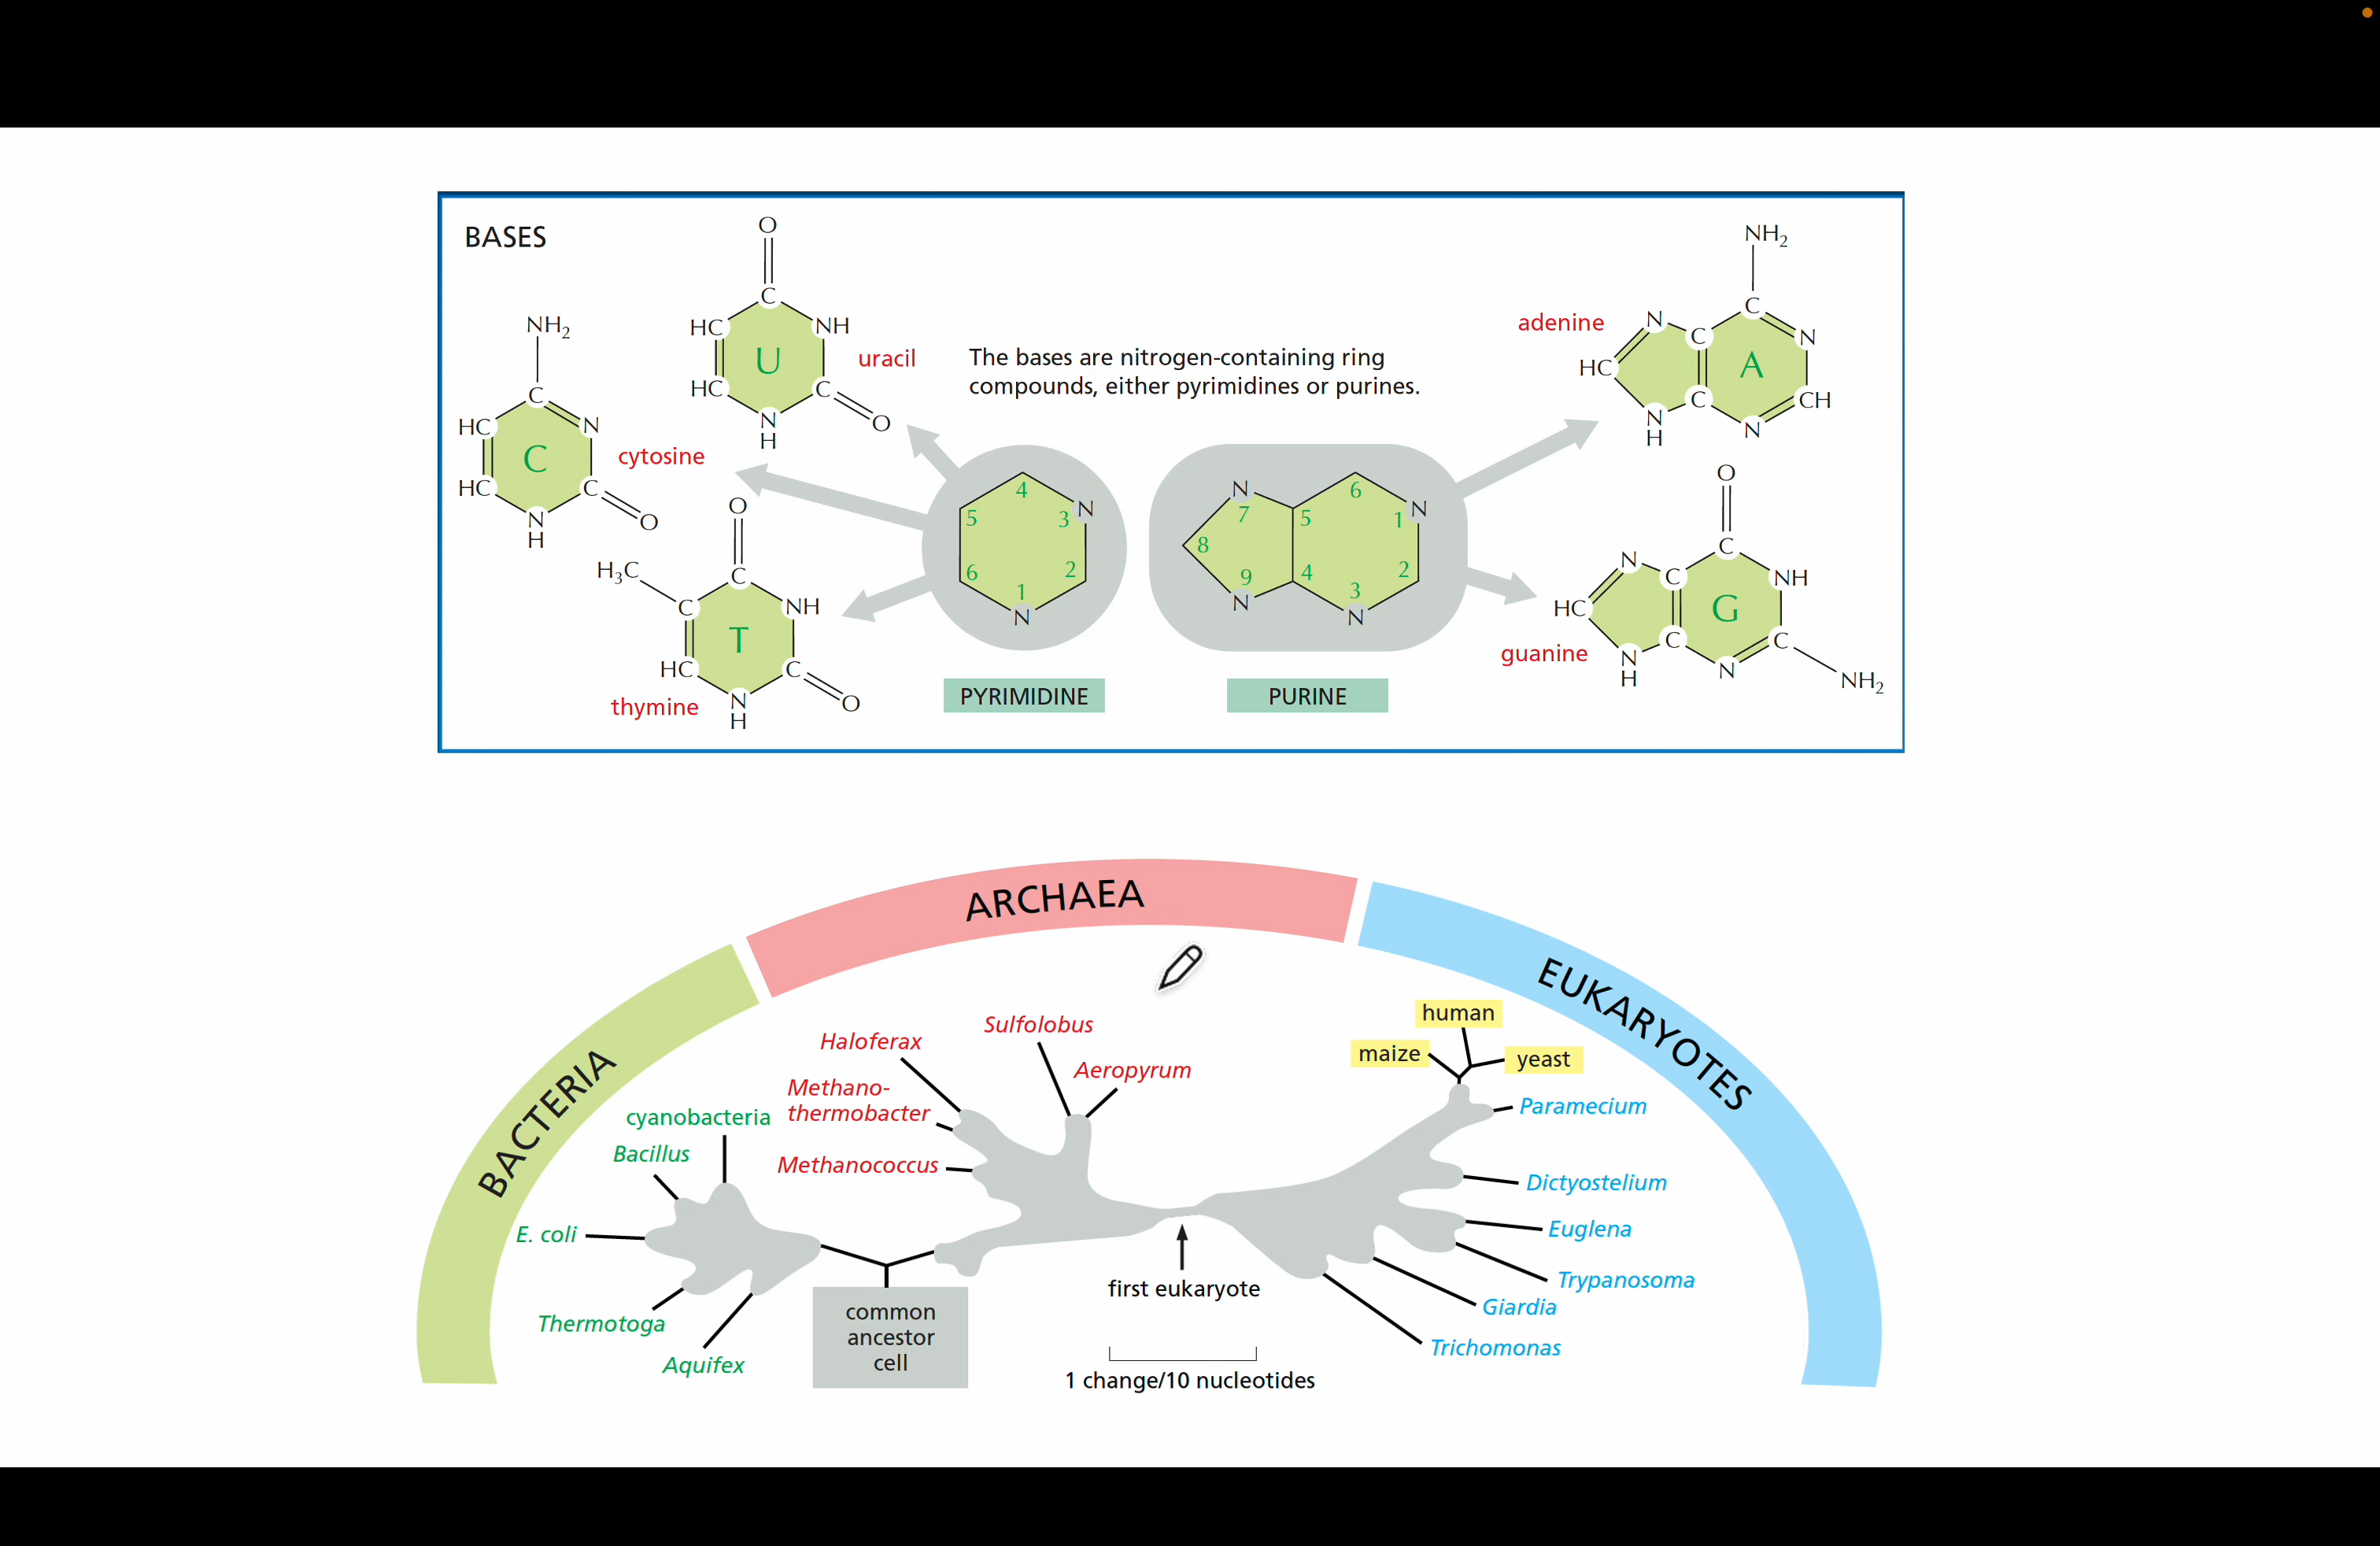 BASES
O
C
HC
NH
U
uracil
HC
C
N
H
O
NH2
C
HC
N
C
cytosine
HC
C
N
H
O
O
H3C
C
C
NH
T
HC
C
thymine
N
H
O
The bases are nitrogen-containing ring
compounds, either pyrimidines or purines.
4
5
3
N
6
2
1
N
PYRIMIDINE
N
7
6
5
1
N
8
9
4
2
N
3
N
PURINE
NH2
adenine
N
C
C
N
HC
A
N
H
C
CH
N
O
C
N
C
NH
HC
G
guanine
N
H
C
C
N
NH2
BACTERIA
ARCHAEA
EUKARYOTES
cyanobacteria
Bacillus
E. coli
Thermotoga
Aquifex
common
ancestor
cell
Haloferax
Sulfolobus
Methano-
thermobacter
Aeropyrum
Methanococcus
first eukaryote
1 change/10 nucleotides
human
maize
yeast
Paramecium
Dictyostelium
Euglena
Trypanosoma
Giardia
Trichomonas